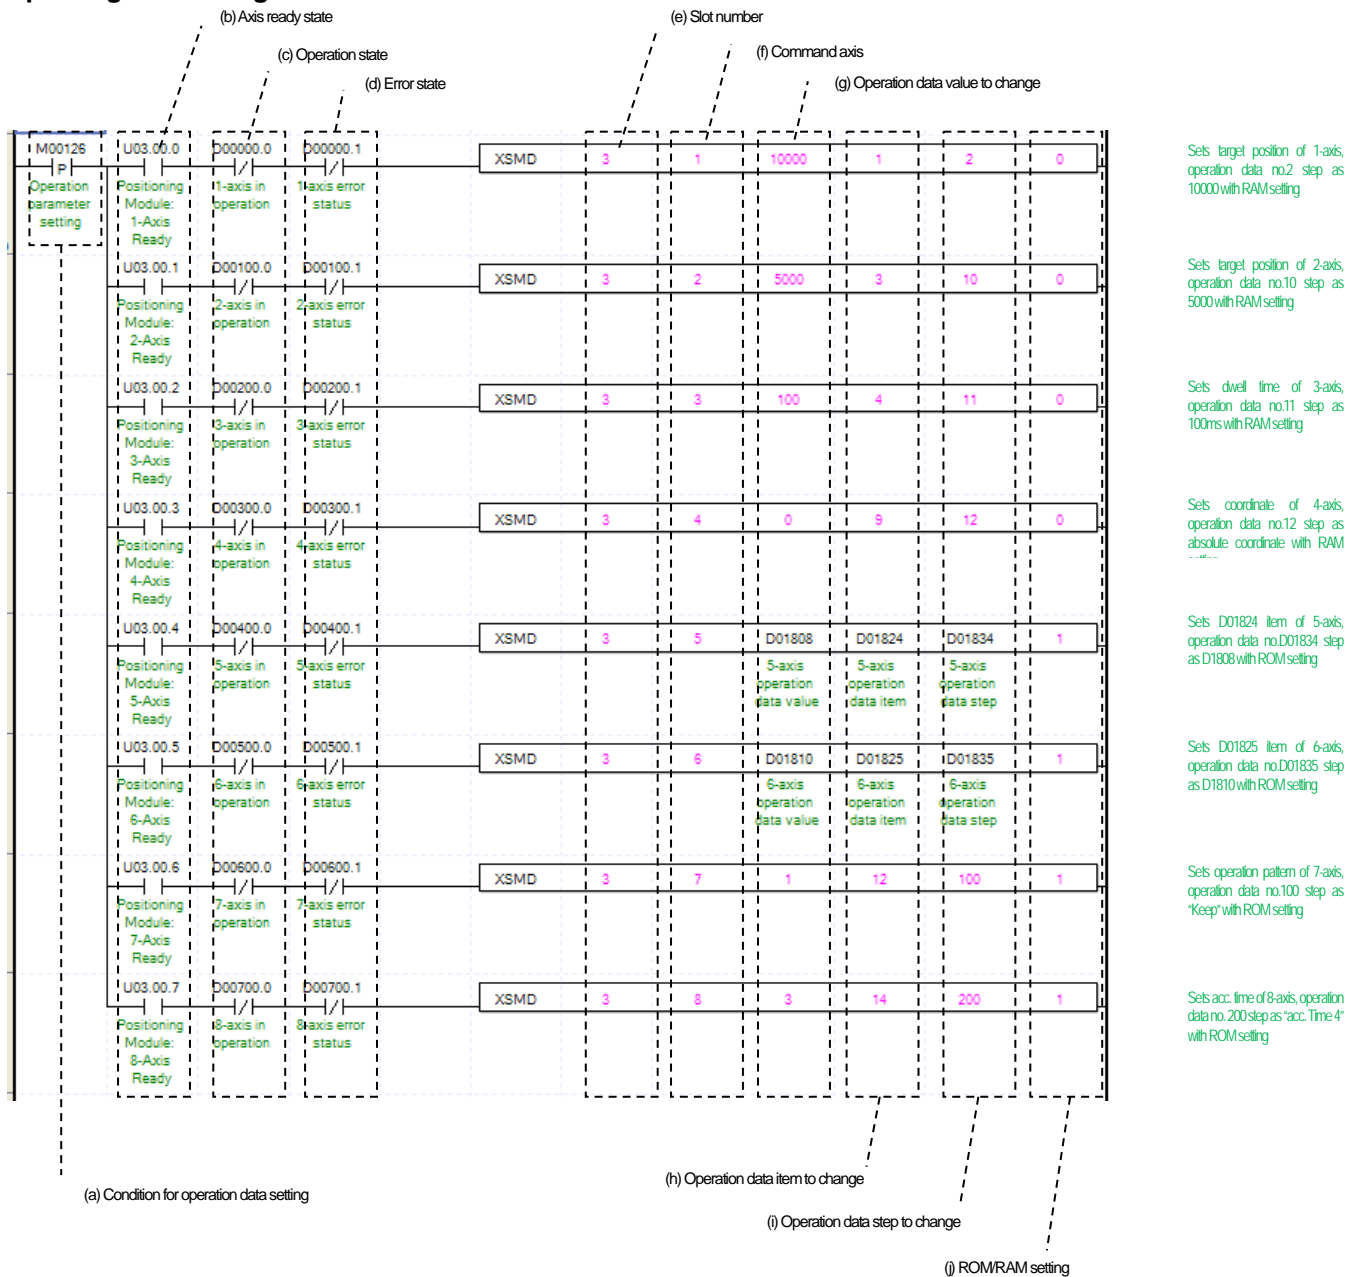 (b) Axis ready state
(e) Slot number
(c) Operation state
(f) Command axis
(d) Error state
(g) Operation data value to change
M00126
P
Operation
parameter
setting
U03.00.0
D00000.0
D00000.1
XSMD 3 1 10000 1 2 0
Positioning
Module:
1-Axis
Ready
1-axis in
operation
1-axis error
status
Sets target position of 1-axis,
operation data no.2 step as
10000 with RAM setting
U03.00.1
D00100.0
D00100.1
XSMD 3 2 5000 3 10 0
Positioning
Module:
2-Axis
Ready
2-axis in
operation
2-axis error
status
Sets target position of 2-axis,
operation data no.10 step as
5000 with RAM setting
U03.00.2
D00200.0
D00200.1
XSMD 3 3 100 4 11 0
Positioning
Module:
3-Axis
Ready
3-axis in
operation
3-axis error
status
Sets dwell time of 3-axis,
operation data no.11 step as
100ms with RAM setting
U03.00.3
D00300.0
D00300.1
XSMD 3 4 0 9 12 0
Positioning
Module:
4-Axis
Ready
4-axis in
operation
4-axis error
status
Sets coordinate of 4-axis,
operation data no.12 step as
absolute coordinate with RAM
U03.00.4
D00400.0
D00400.1
XSMD 3 5 D01808 D01824 D01834 1
Positioning
Module:
5-Axis
Ready
5-axis in
operation
5-axis error
status
5-axis
operation
data value
5-axis
operation
data item
5-axis
operation
data step
Sets D01824 item of 5-axis,
operation data no.D01834 step
as D1808 with ROM setting
U03.00.5
D00500.0
D00500.1
XSMD 3 6 D01810 D01825 D01835 1
Positioning
Module:
6-Axis
Ready
6-axis in
operation
6-axis error
status
6-axis
operation
data value
6-axis
operation
data item
6-axis
operation
data step
Sets D01825 item of 6-axis,
operation data no.D01835 step
as D1810 with ROM setting
U03.00.6
D00600.0
D00600.1
XSMD 3 7 1 12 100 1
Positioning
Module:
7-Axis
Ready
7-axis in
operation
7-axis error
status
Sets operation pattern of 7-axis,
operation data no.100 step as
“Keep” with ROM setting
U03.00.7
D00700.0
D00700.1
XSMD 3 8 3 14 200 1
Positioning
Module:
8-Axis
Ready
8-axis in
operation
8-axis error
status
Sets acc. time of 8-axis, operation
data no. 200 step as “acc. Time 4”
with ROM setting
(h) Operation data item to change
(a) Condition for operation data setting
(i) Operation data step to change
(j) ROM/RAM setting